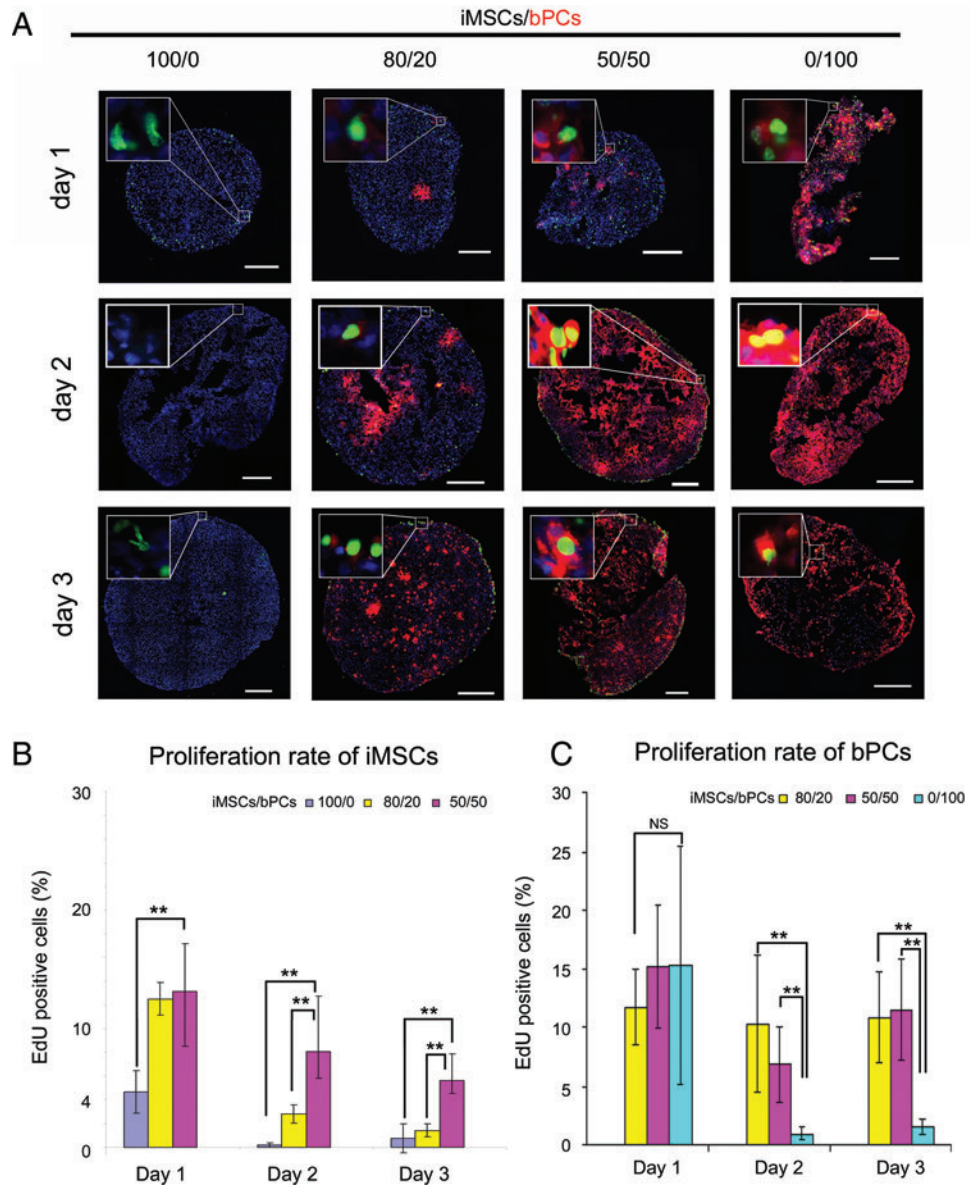 A
iMSCs/bPCs
100/0 80/20 50/50 0/100
day 1
day 2
day 3
B Proliferation rate of iMSCs
iMSCs/bPCs 100/0 80/20 50/50
EdU positive cells (%)
30
20
10
4
0
**
**
**
**
**
Day 1 Day 2 Day 3
C Proliferation rate of bPCs
iMSCs/bPCs 80/20 50/50 0/100
EdU positive cells (%)
30
25
20
15
10
5
0
NS
**
**
**
**
Day 1 Day 2 Day 3